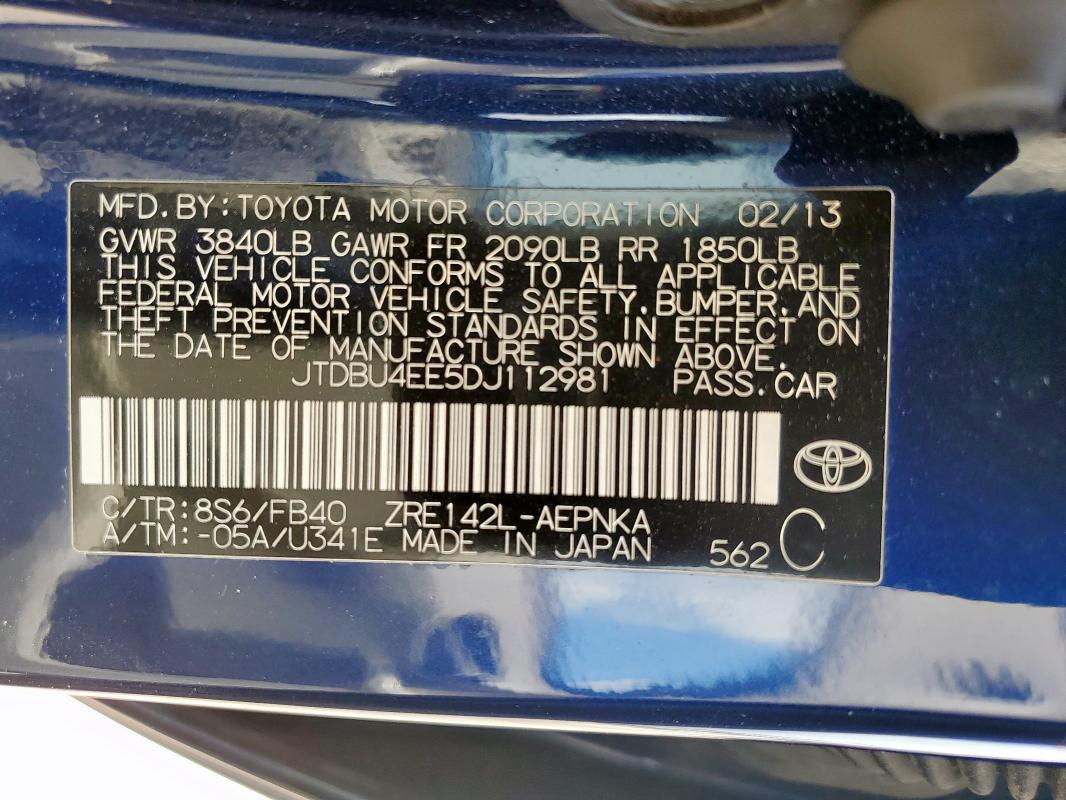 MFD.BY:TOYOTA MOTOR CORPORATION 02/13
GVWR 3840LB GAWR FR 2090LB RR 1850LB
THIS VEHICLE CONFORMS TO ALL APPLICABLE
FEDERAL MOTOR VEHICLE SAFETY.BUMPER.AND
THEFT PREVENTION STANDARDS IN EFFECT ON
THE DATE OF MANUFACTURE SHOWN ABOVE.
JTDBU4EE5DJ112981 PASS.CAR
C/TR:8S6/FB40 ZRE142L-AEPNKA
A/TM:-05A/U341E MADE IN JAPAN 562 C